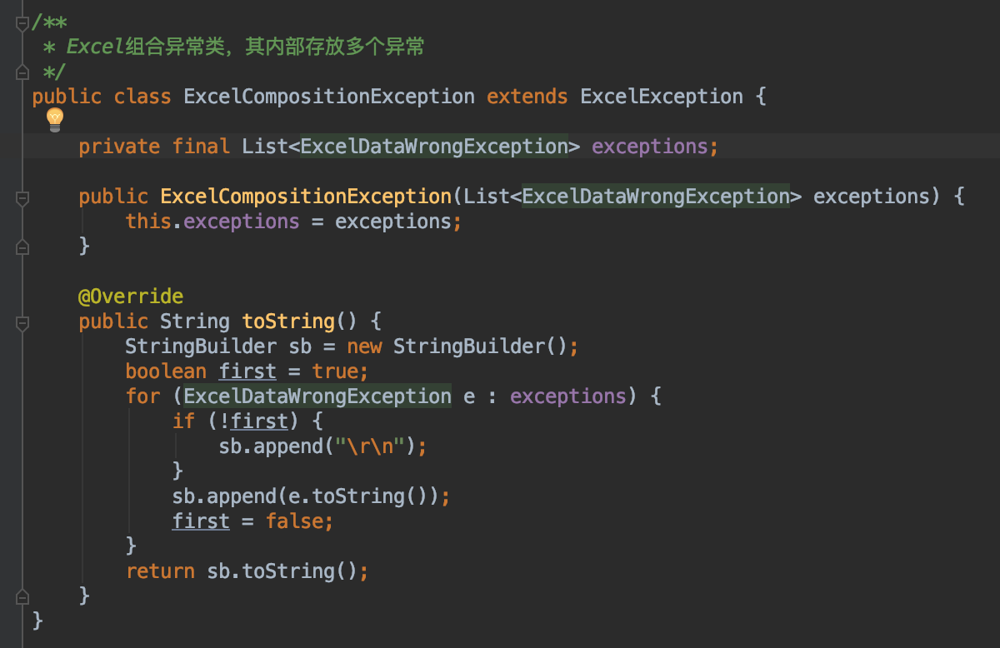 /**
 * Excel组合异常类，其内部存放多个异常
 */
public class ExcelCompositionException extends ExcelException {

    private final List<ExcelDataWrongException> exceptions;

    public ExcelCompositionException(List<ExcelDataWrongException> exceptions) {
        this.exceptions = exceptions;
    }

    @Override
    public String toString() {
        StringBuilder sb = new StringBuilder();
        boolean first = true;
        for (ExcelDataWrongException e : exceptions) {
            if (!first) {
                sb.append("\r\n");
            }
            sb.append(e.toString());
            first = false;
        }
        return sb.toString();
    }
}